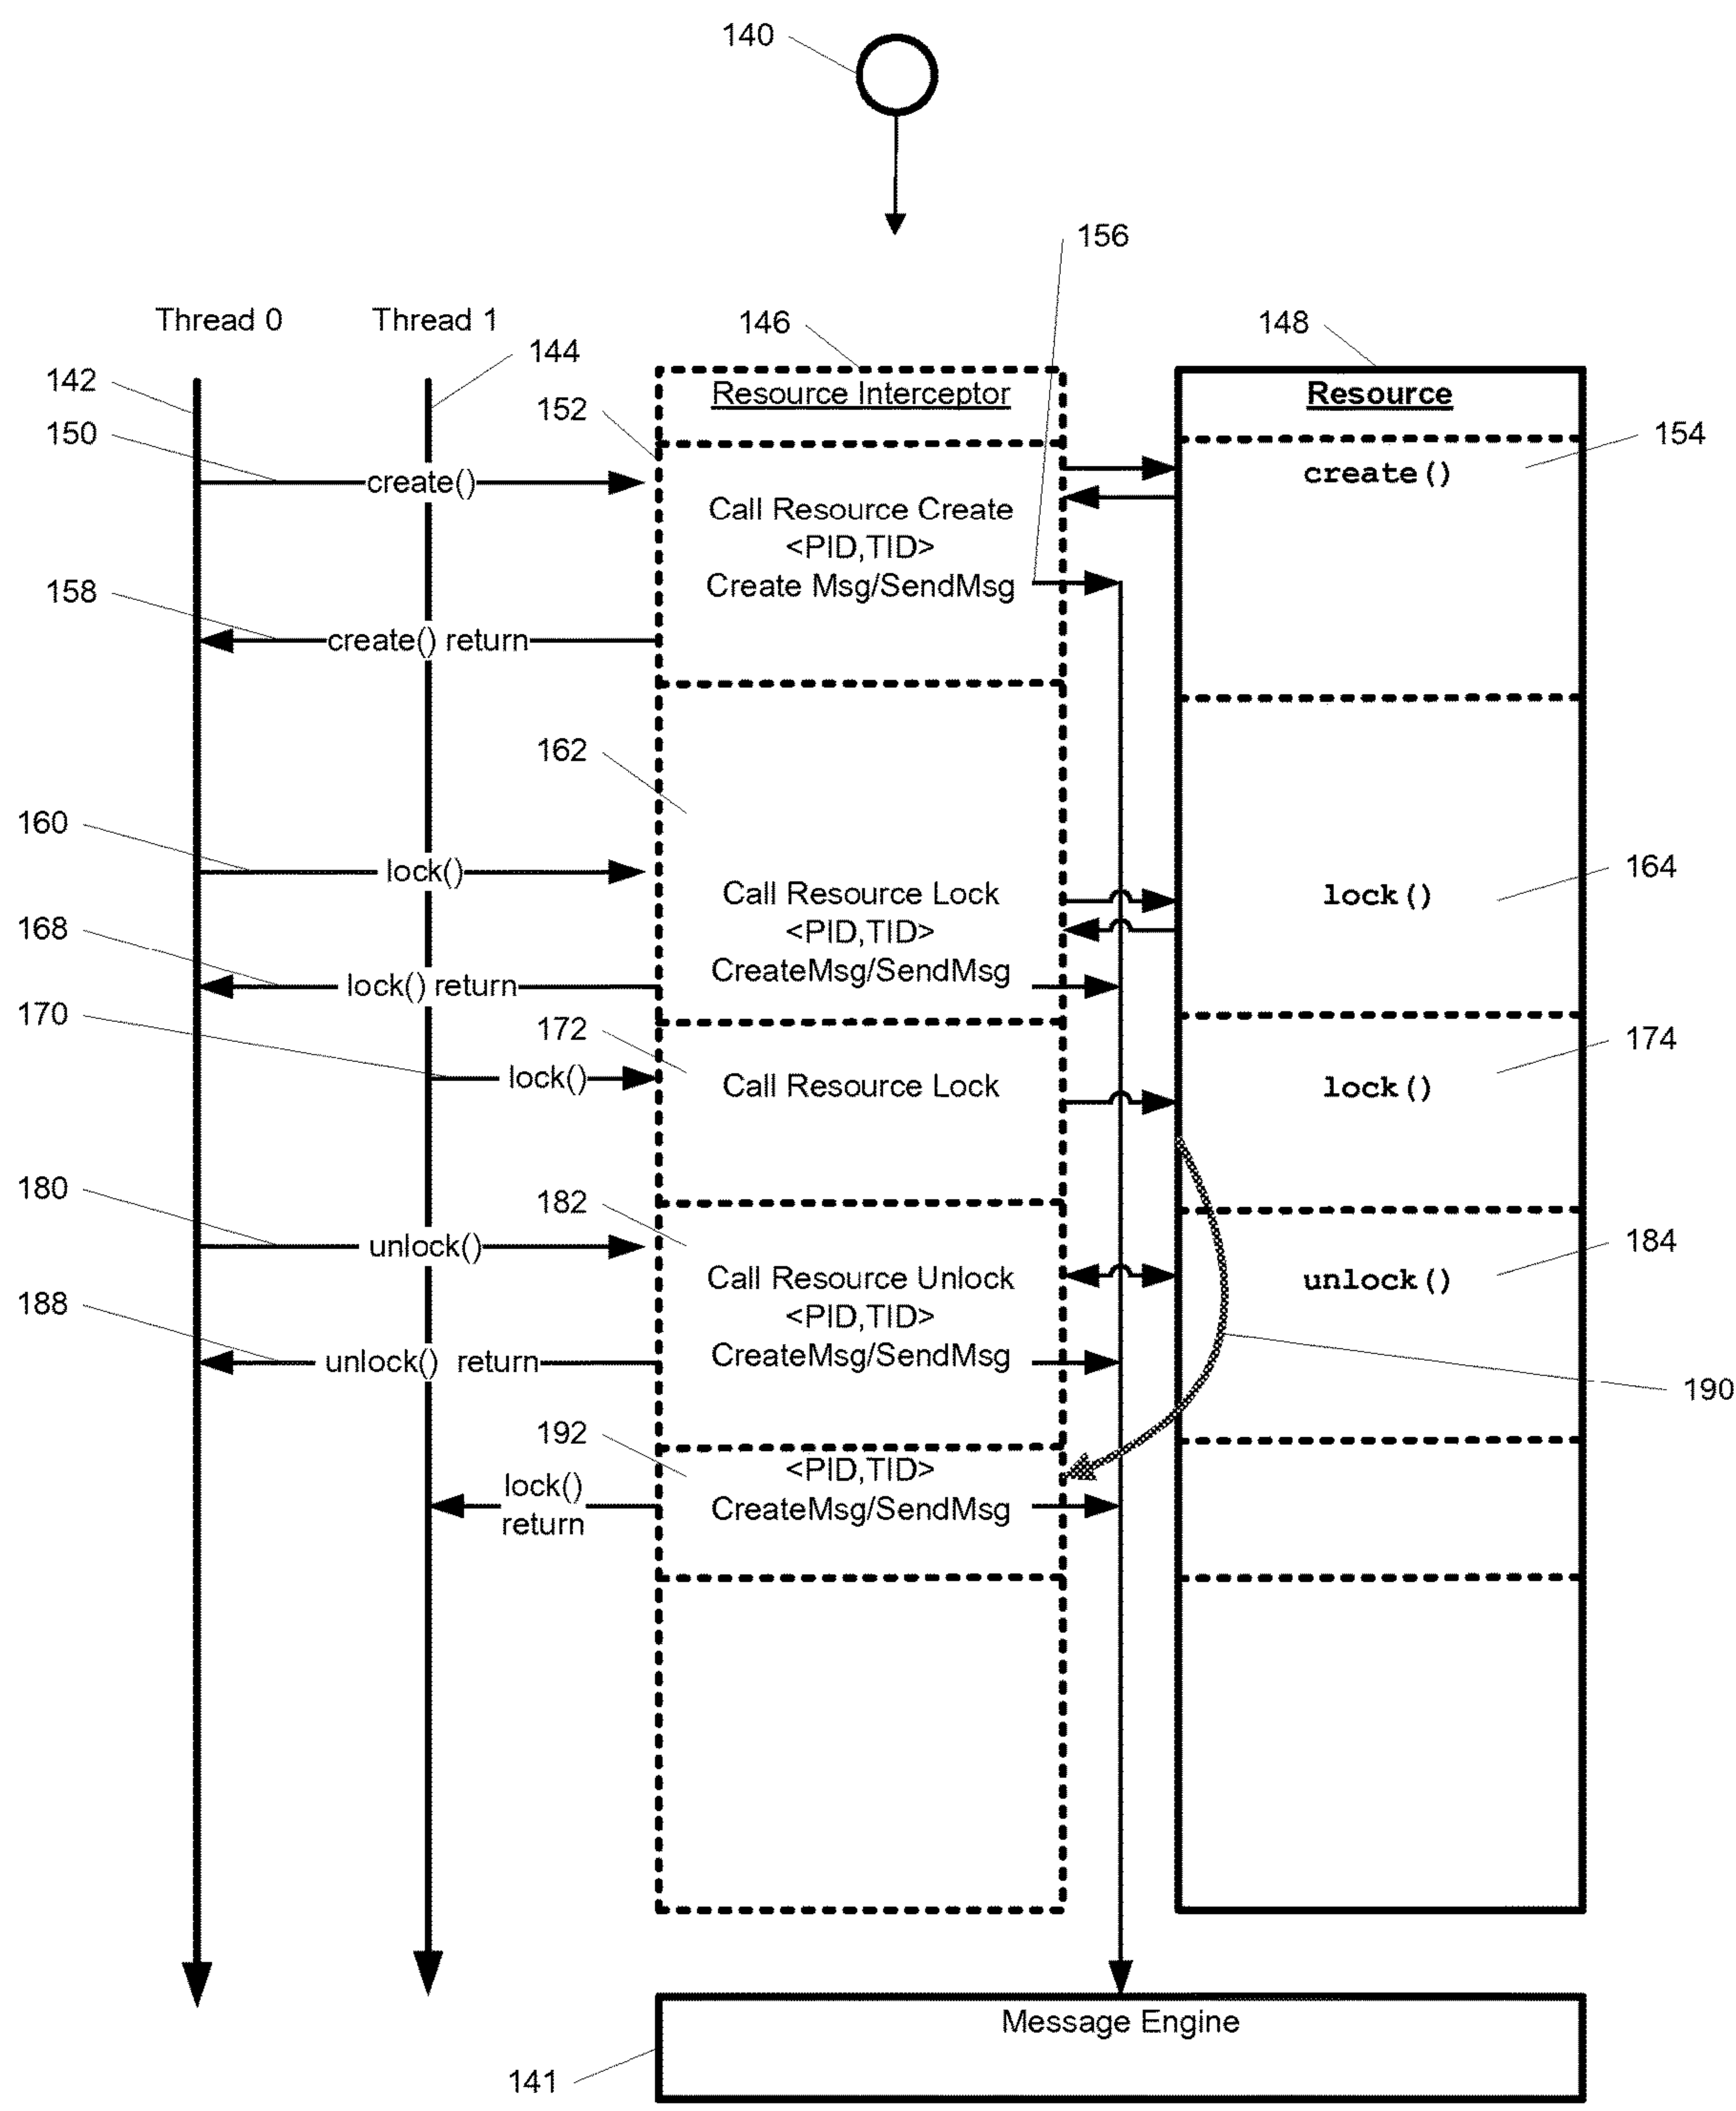 140
156
Thread 0
Thread 1
146
148
144
142
Resource Interceptor
Resource
152
150
154
create()
create()
Call Resource Create
<PID,TID>
Create Msg/SendMsg
158
create() return
162
160
164
lock()
Call Resource Lock
lock()
<PID,TID>
168
CreateMsg/SendMsg
lock() return
170
172
174
lock()
Call Resource Lock
lock()
180
182
184
unlock()
Call Resource Unlock
unlock()
188
<PID,TID>
CreateMsg/SendMsg
unlock() return
190
192
<PID,TID>
lock()
return
CreateMsg/SendMsg
Message Engine
141